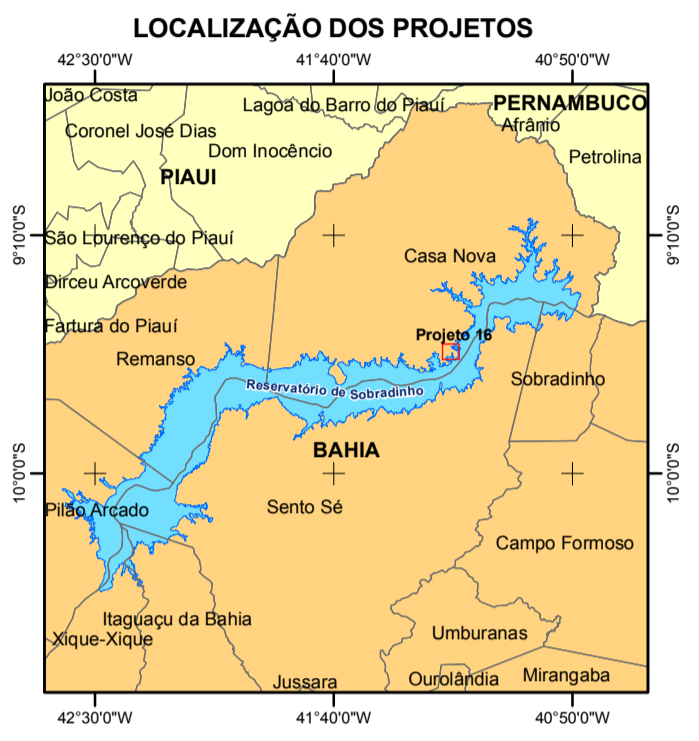 LOCALIZAÇÃO DOS PROJETOS
42°30'0"W
41°40'0"W
40°50'0"W
João Costa
Lagoa do Barro do Piauí
PERNAMBUCO
Afrânio
Coronel José Dias
Dom Inocêncio
Petrolina
PIAUI
9°10'0"S
São Lourenço do Piauí
9°10'0"S
Casa Nova
Dirceu Arcoverde
Fartura do Piauí
Projeto 16
Remanso
Sobradinho
Reservatório de Sobradinho
BAHIA
10°0'0"S
10°0'0"S
Pilão Arcado
Sento Sé
Campo Formoso
Itaguaçu da Bahia
Umburanas
Xique-Xique
Mirangaba
Jussara
Ourolândia
42°30'0"W
41°40'0"W
40°50'0"W